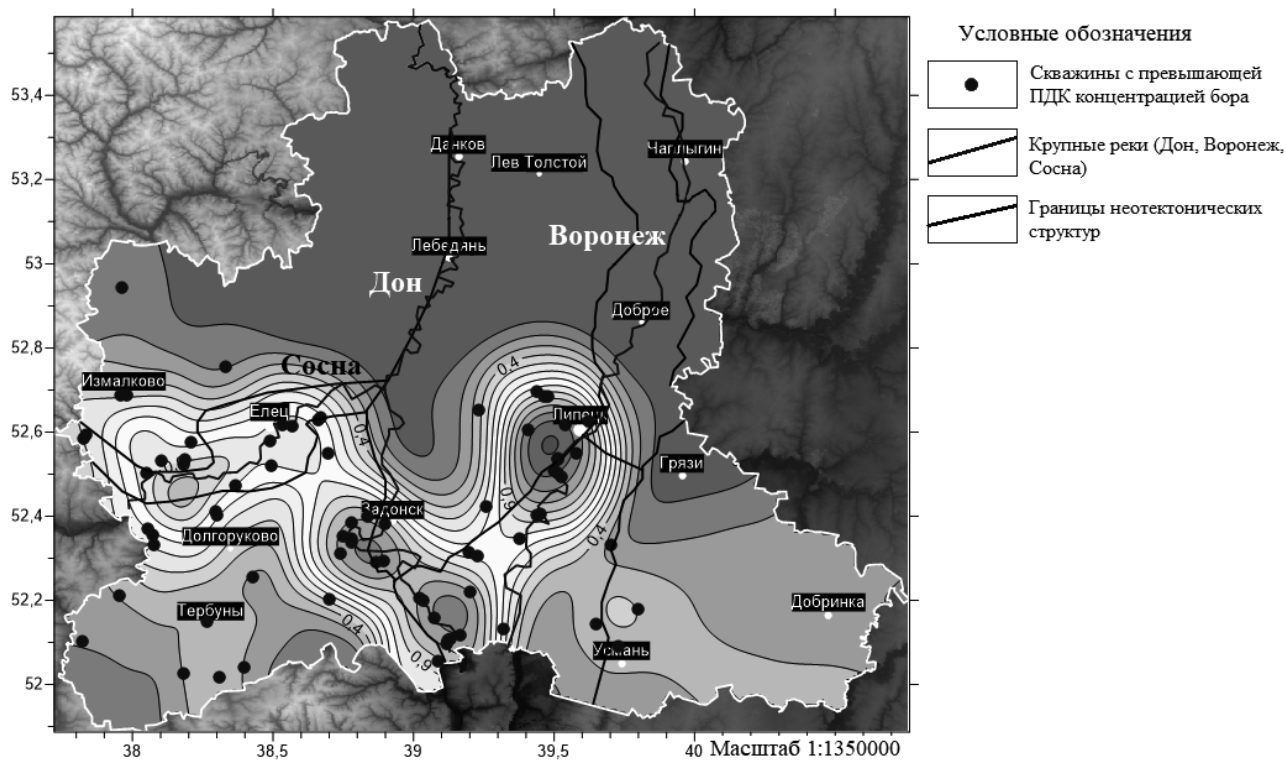 Условные обозначения
Скважины с превышающей
ПДК концентрацией бора
Крупные реки (Дон, Воронеж,
Сосна)
Границы неотектонических
структур
53,4
53,2
53
52,8
52,6
52,4
52,2
52
Данков
Лев Толстой
Чаплыгин
Лебедянь
Воронеж
Дон
Доброе
Сосна
0,4
Измалково
Елец
Липецк
0,4
Грязи
0,9
Задонск
0,4
Долгоруково
Тербуны
0,4
Добринка
Усмань
0,9
38
38,5
39
39,5
40
Масштаб 1:1350000